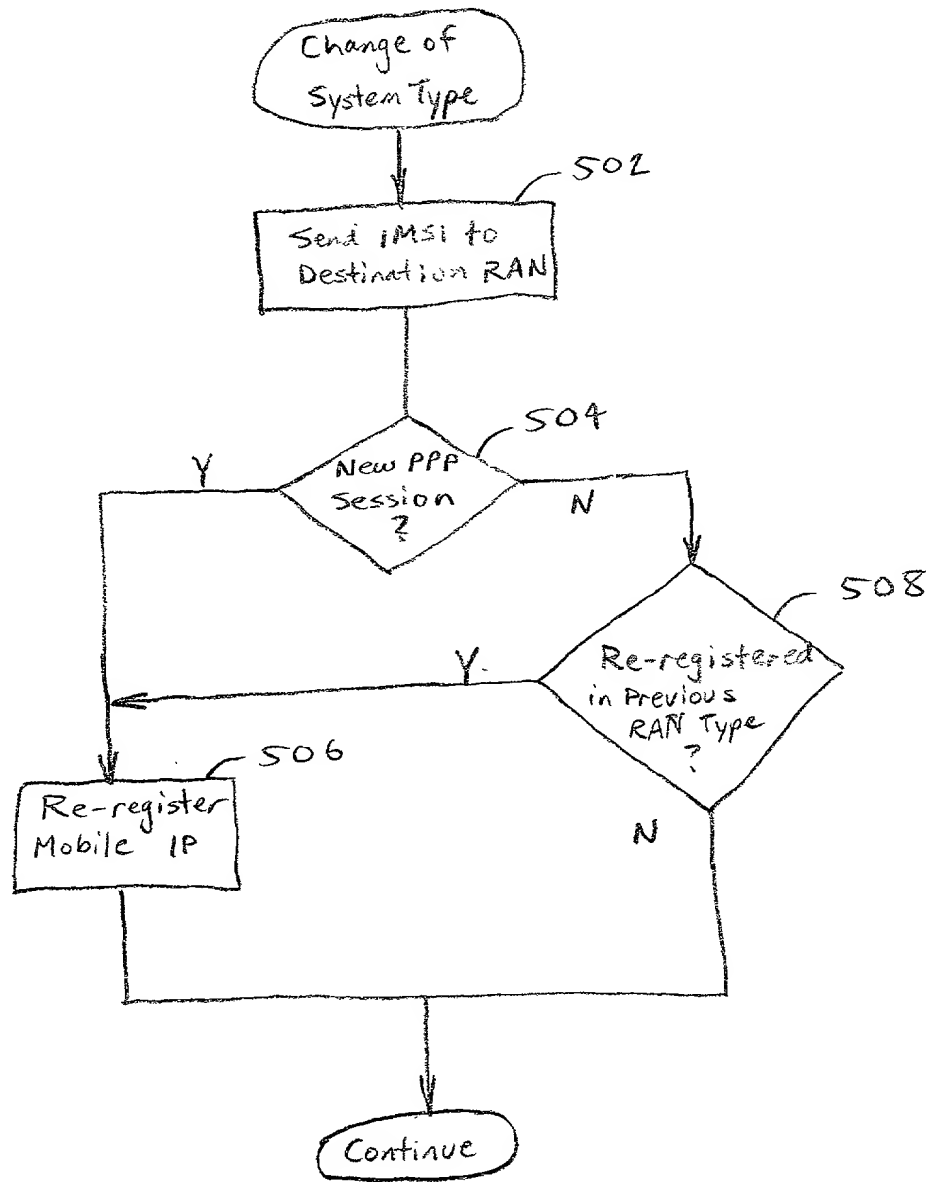 Change of
System Type
502
Send iMSi to
Destination RAN
504
New PPP
Session
?
Y
N
508
Re-registered
in Previous
RAN Type
?
Y
506
Re-register
Mobile IP
N
Continue